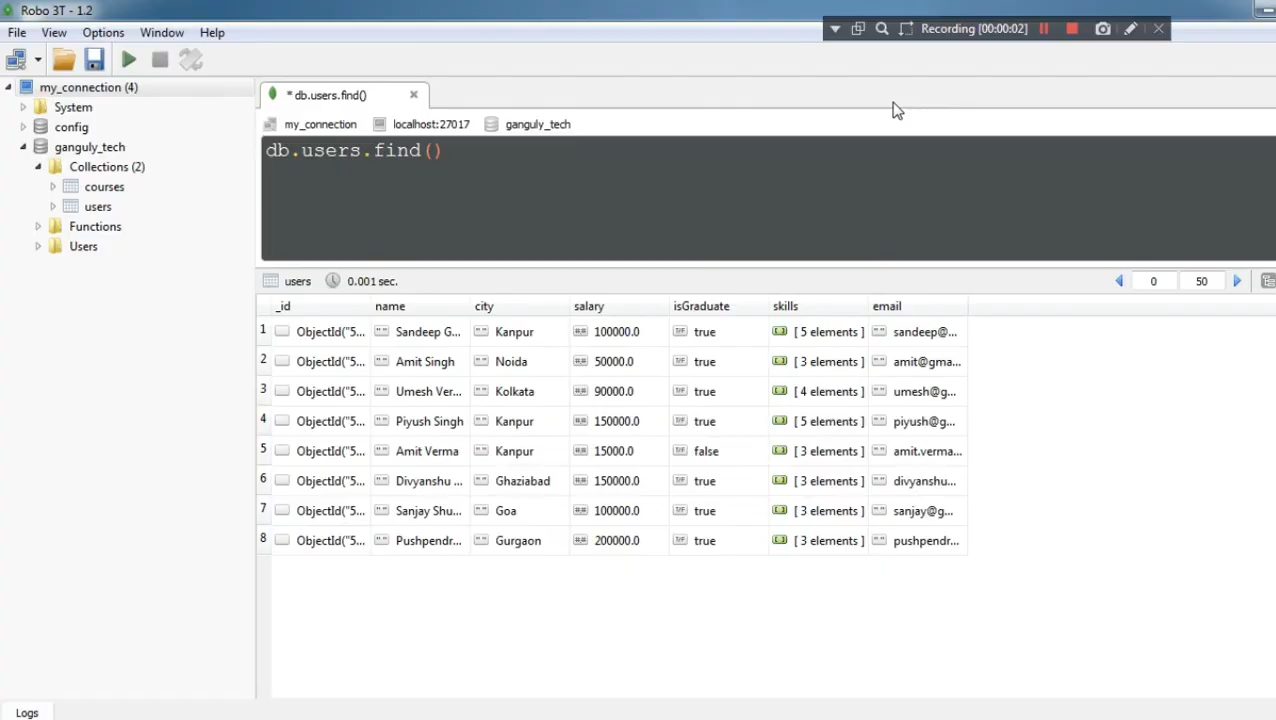 Robo 3T - 1.2
File View Options Window Help
Recording [00:00:02]
my_connection (4)
System
config
ganguly_tech
Collections (2)
courses
users
Functions
Users
* db.users.find()
my_connection localhost:27017 ganguly_tech
db.users.find()
users 0.001 sec. 0 50
_id name city salary isGraduate skills email
1 ObjectId("5... Sandeep G... Kanpur 100000.0 true [ 5 elements ] sandeep@...
2 ObjectId("5... Amit Singh Noida 50000.0 true [ 3 elements ] amit@gma...
3 ObjectId("5... Umesh Ver... Kolkata 90000.0 true [ 4 elements ] umesh@g...
4 ObjectId("5... Piyush Singh Kanpur 150000.0 true [ 5 elements ] piyush@g...
5 ObjectId("5... Amit Verma Kanpur 15000.0 false [ 3 elements ] amit.verma...
6 ObjectId("5... Divyanshu ... Ghaziabad 150000.0 true [ 3 elements ] divyanshu...
7 ObjectId("5... Sanjay Shu... Goa 100000.0 true [ 3 elements ] sanjay@g...
8 ObjectId("5... Pushpendr... Gurgaon 200000.0 true [ 3 elements ] pushpendr...
Logs